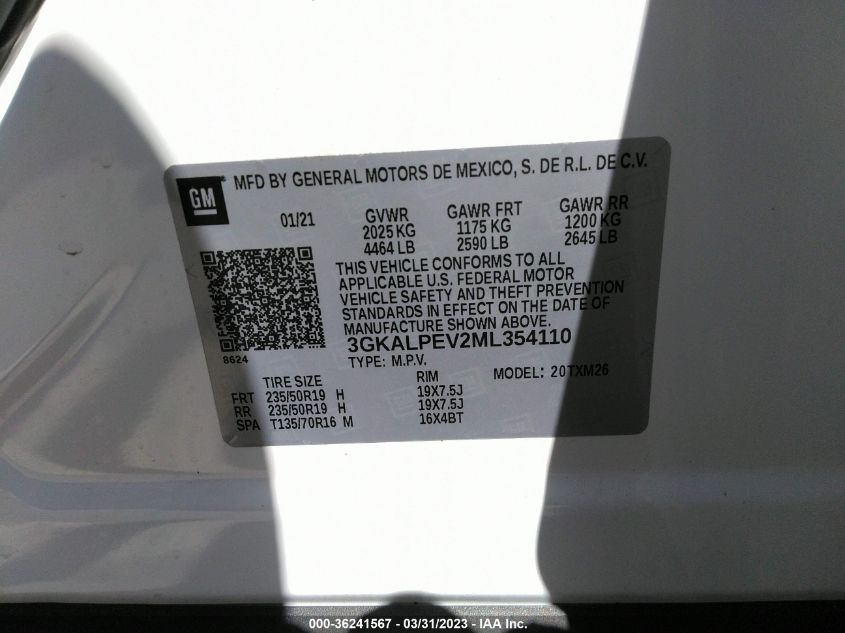 GM MFD BY GENERAL MOTORS DE MEXICO, S. DE R.L. DE C.V.
01/21 GVWR GAWR FRT GAWR RR
2025 KG 1175 KG 1200 KG
4464 LB 2590 LB 2645 LB
THIS VEHICLE CONFORMS TO ALL
APPLICABLE U.S. FEDERAL MOTOR
VEHICLE SAFETY AND THEFT PREVENTION
STANDARDS IN EFFECT ON THE DATE OF
MANUFACTURE SHOWN ABOVE.
3GKALPEV2ML354110
8624 TYPE: M.P.V.
TIRE SIZE RIM MODEL: 20TXM26
FRT 235/50R19 H 19X7.5J
RR 235/50R19 H 19X7.5J
SPA T135/70R16 M 16X4BT
000-36241567 - 03/31/2023 - IAA Inc.